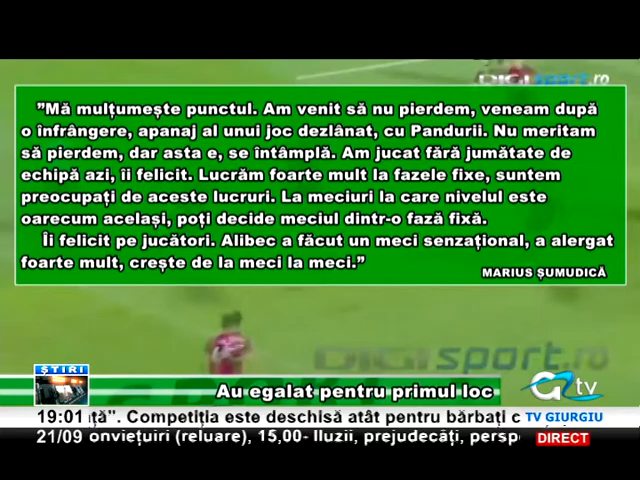 DIGIsport.ro
”Mă mulțumește punctul. Am venit să nu pierdem, veneam după
o înfrângere, apanaj al unui joc dezlânat, cu Pandurii. Nu meritam
să pierdem, dar asta e, se întâmplă. Am jucat fără jumătate de
echipă azi, îi felicit. Lucrăm foarte mult la fazele fixe, suntem
preocupați de aceste lucruri. La meciuri la care nivelul este
oarecum același, poți decide meciul dintr-o fază fixă.
Îi felicit pe jucători. Alibec a făcut un meci senzațional, a alergat
foarte mult, crește de la meci la meci.”
MARIUS ȘUMUDICĂ
DIGIsport.ro
ȘTIRI
Au egalat pentru primul loc
tv
19:01 ață”. Competiția este deschisă atât pentru bărbați c
TV GIURGIU
21/09 onviețuiri (reluare), 15,00- Iluzii, prejudecăți, persp
DIRECT